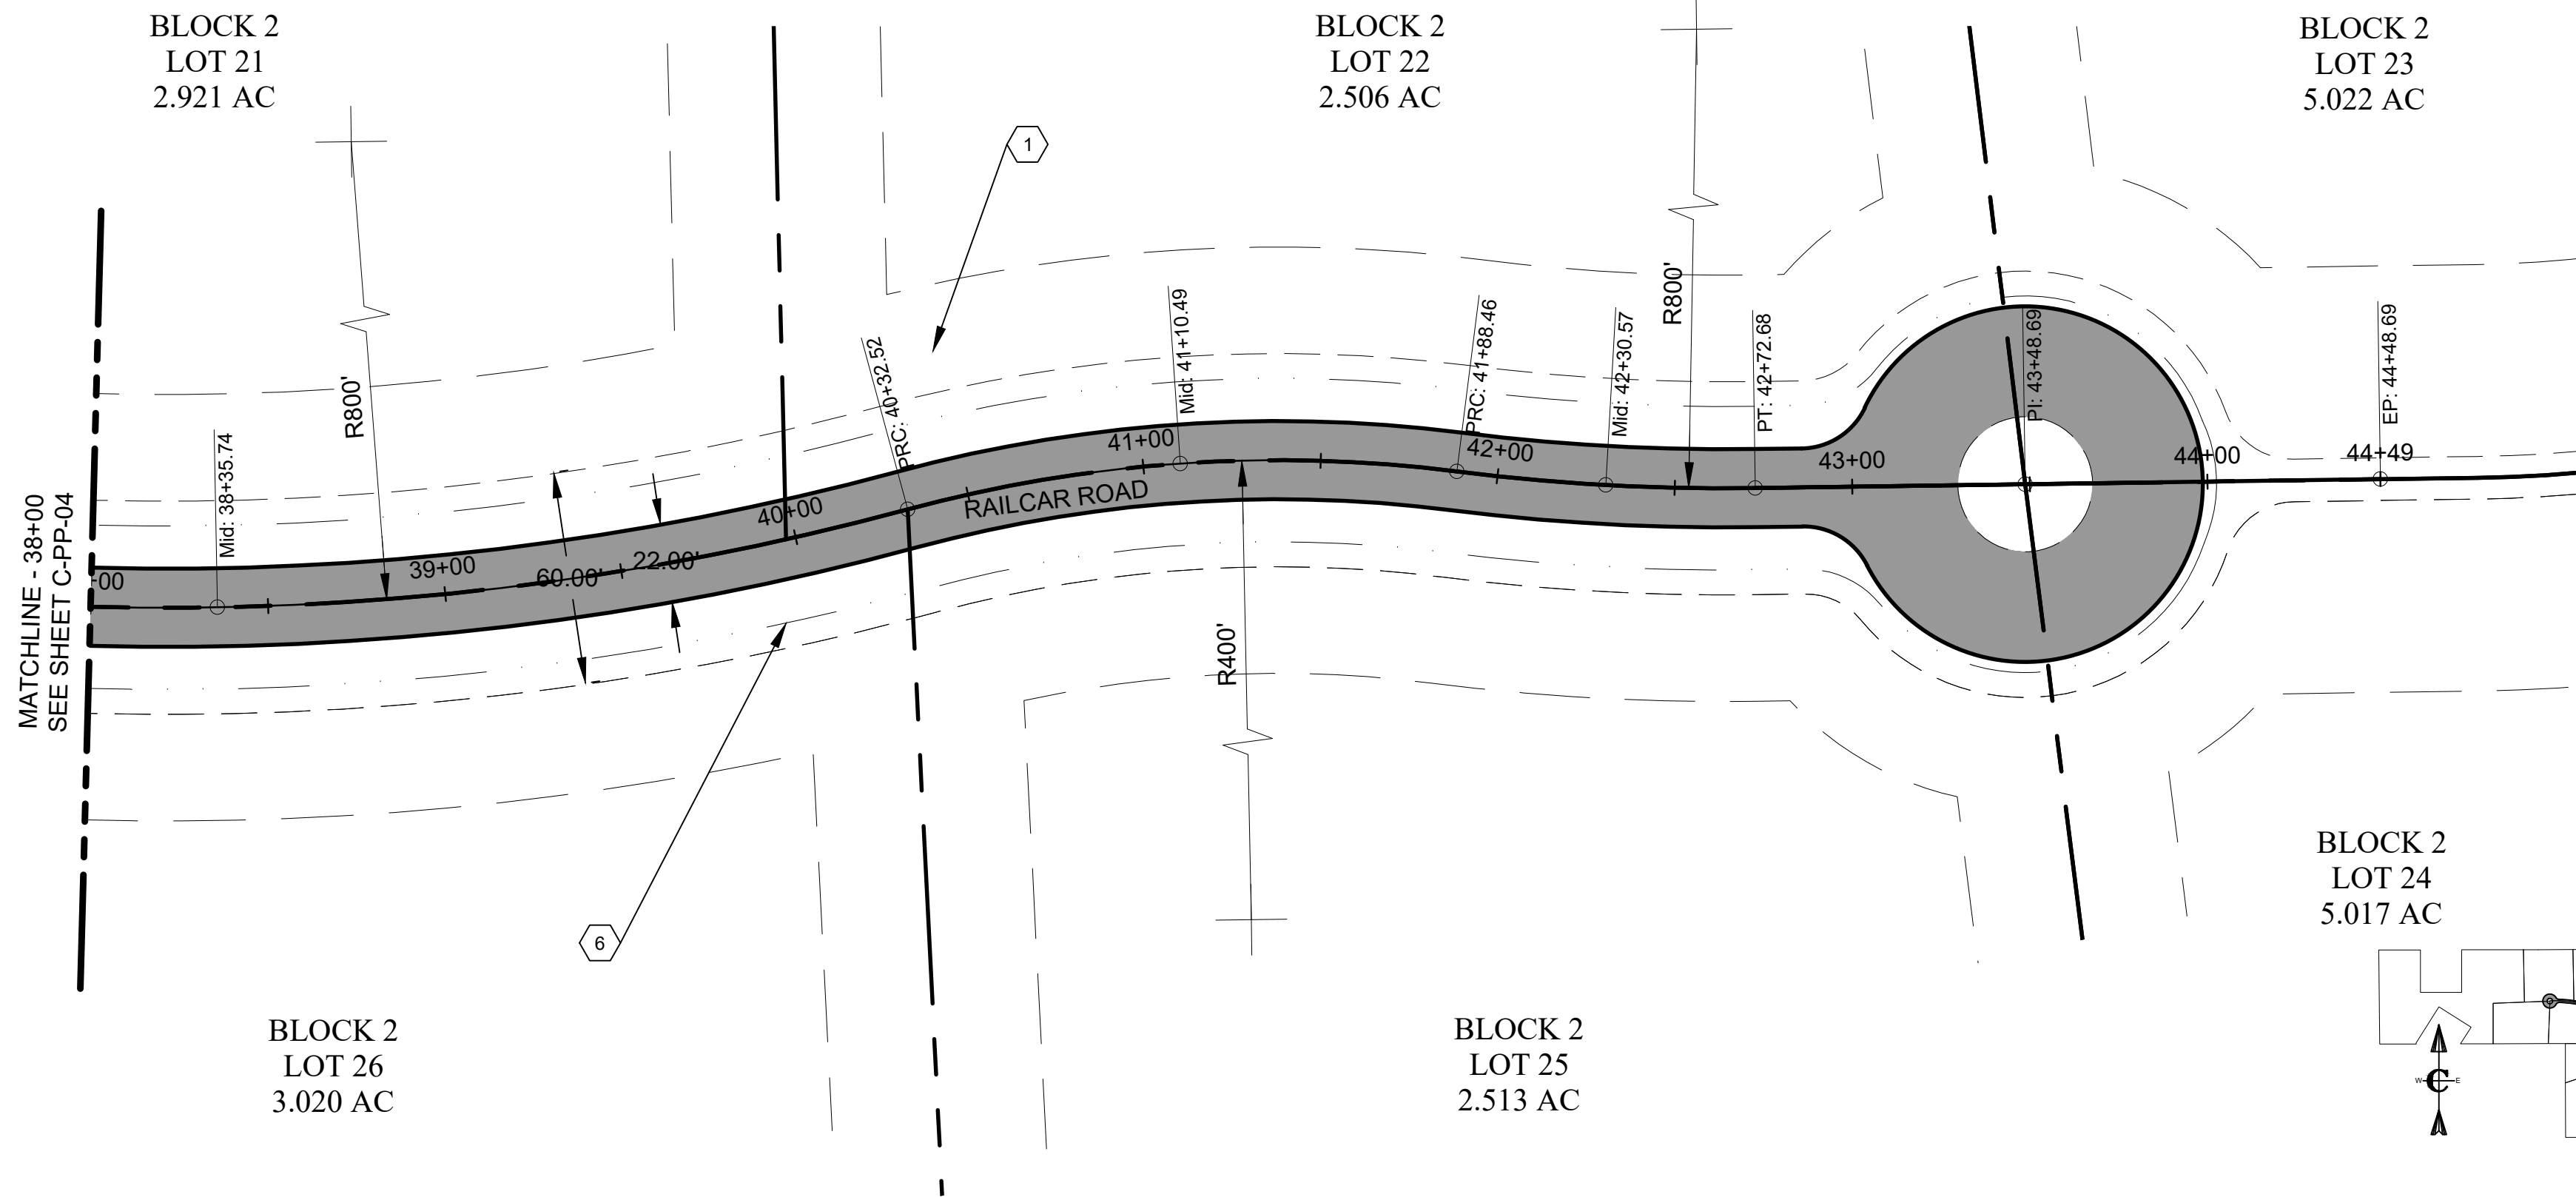 BLOCK 2
LOT 21
2.921 AC
BLOCK 2
LOT 22
2.506 AC
BLOCK 2
LOT 23
5.022 AC
1
R800'
R800'
MATCHLINE - 38+00
SEE SHEET C-PP-04
Mid: 38+35.74
PRC: 40+32.52
Mid: 41+10.49
PRC: 41+88.46
Mid: 42+30.57
PT: 42+72.68
PI: 43+48.69
EP: 44+48.69
+00
39+00
60.00'
22.00'
40+00
41+00
42+00
43+00
44+00
44+49
RAILCAR ROAD
R400'
6
BLOCK 2
LOT 24
5.017 AC
BLOCK 2
LOT 26
3.020 AC
BLOCK 2
LOT 25
2.513 AC
W C E